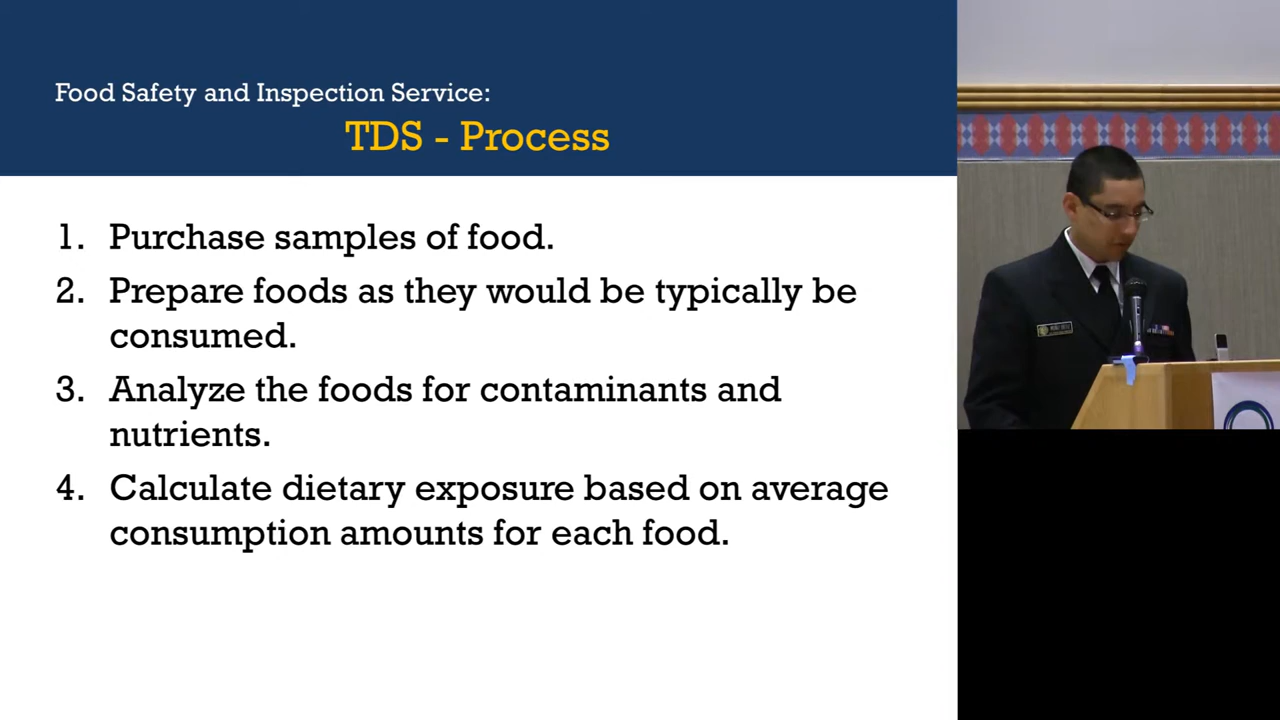 Food Safety and Inspection Service:
TDS - Process
1. Purchase samples of food.
2. Prepare foods as they would be typically be
consumed.
3. Analyze the foods for contaminants and
nutrients.
4. Calculate dietary exposure based on average
consumption amounts for each food.